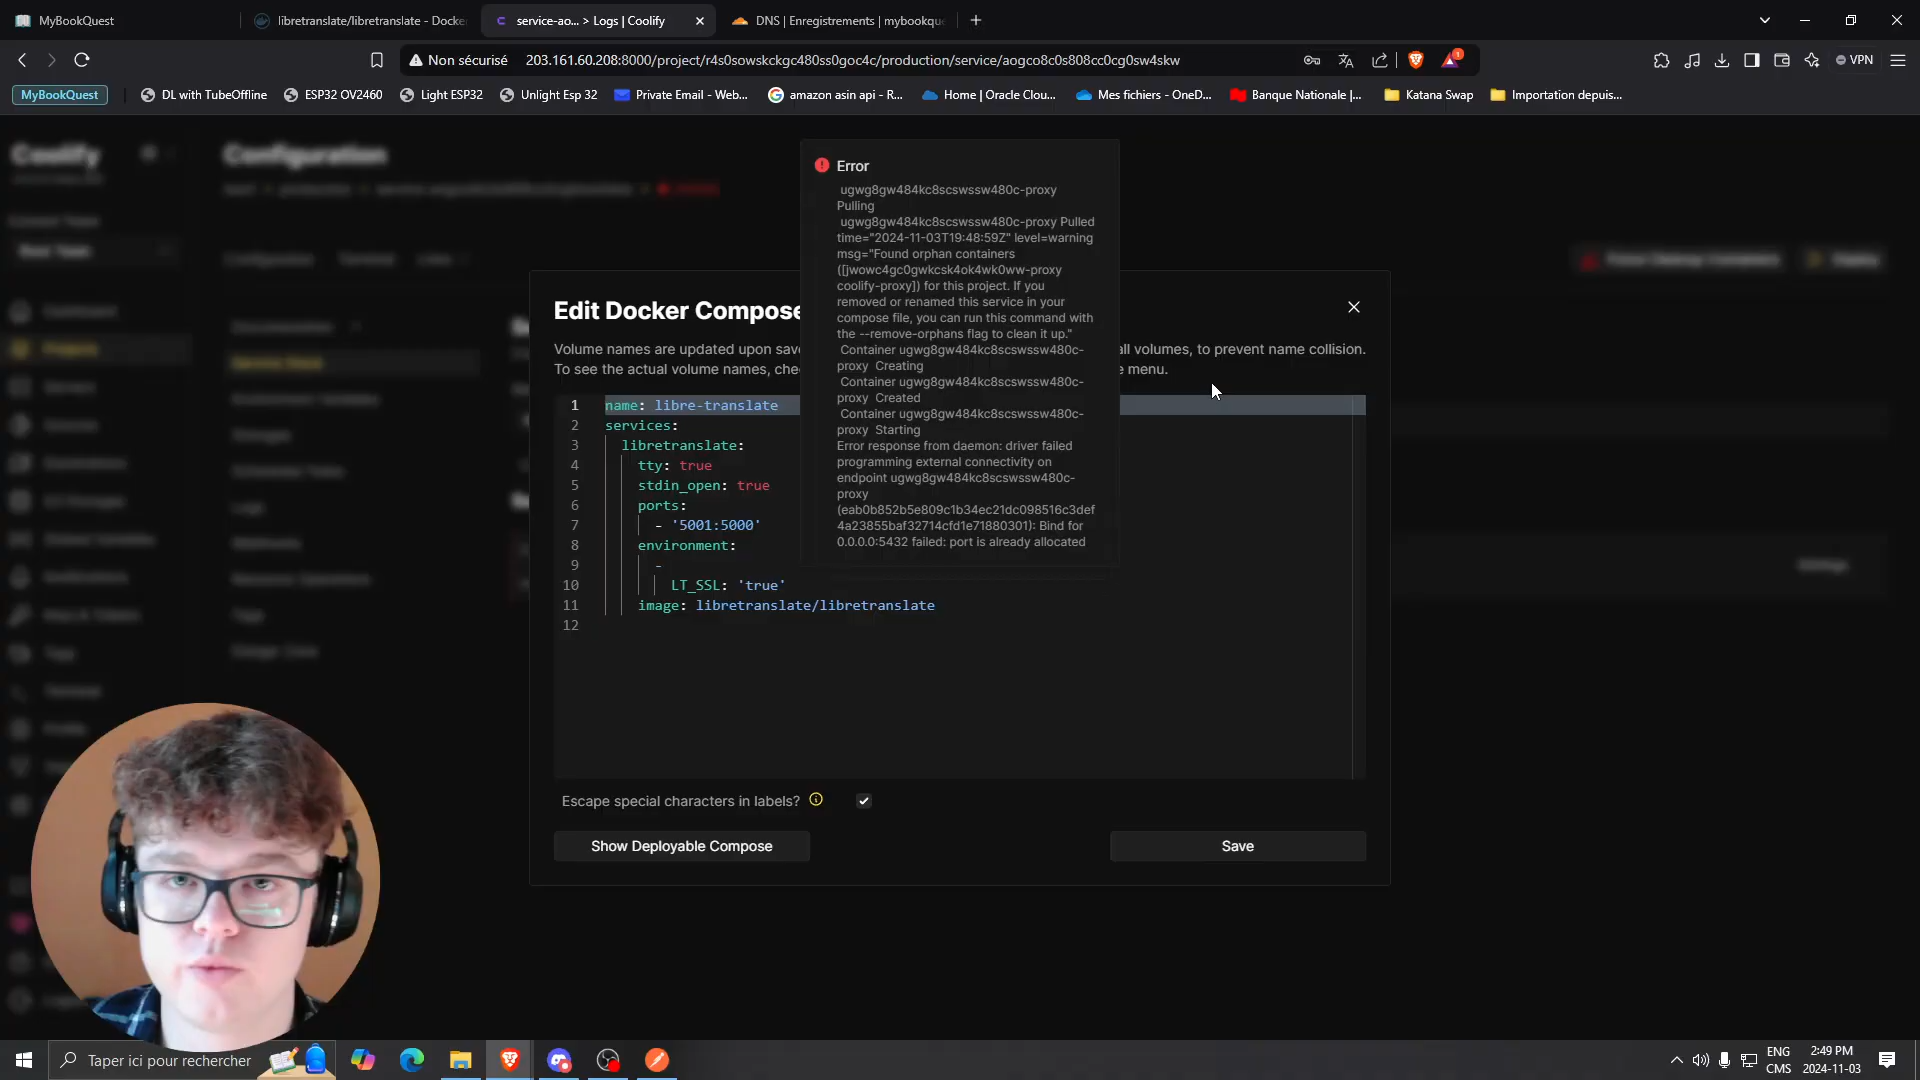 MyBookQuest
libretranslate/libretranslate - Docke
service-ao... > Logs | Coolify
DNS | Enregistrements | mybookque
Non sécurisé
203.161.60.208:8000/project/r4s0sowskckgc480ss0goc4c/production/service/aogco8c0s808cc0cg0sw4skw
1
VPN
MyBookQuest
DL with TubeOffline
ESP32 OV2460
Light ESP32
Unlight Esp 32
Private Email - Web...
amazon asin api - R...
Home | Oracle Clou...
Mes fichiers - OneD...
Banque Nationale |...
Katana Swap
Importation depuis...
Coolify
Configuration
Error
ugwg8gw484kc8scswssw480c-proxy
Pulling
ugwg8gw484kc8scswssw480c-proxy Pulled
time="2024-11-03T19:48:59Z" level=warning
msg="Found orphan containers
([jwowc4gc0gwkcsk4ok4wk0ww-proxy
coolify-proxy]) for this project. If you
removed or renamed this service in your
compose file, you can run this command with
the --remove-orphans flag to clean it up."
Container ugwg8gw484kc8scswssw480c-
proxy Creating
Container ugwg8gw484kc8scswssw480c-
proxy Created
Container ugwg8gw484kc8scswssw480c-
proxy Starting
Error response from daemon: driver failed
programming external connectivity on
endpoint ugwg8gw484kc8scswssw480c-
proxy
(eab0b852b5e809c1b34ec21dc098516c3def
4a23855baf32714cfd1e71880301): Bind for
0.0.0.0:5432 failed: port is already allocated
Edit Docker Compose
Volume names are updated upon sav
all volumes, to prevent name collision.
To see the actual volume names, che
e menu.
1 name: libre-translate
2 services:
3 libretranslate:
4 tty: true
5 stdin_open: true
6 ports:
7 - '5001:5000'
8 environment:
9 -
10 LT_SSL: 'true'
11 image: libretranslate/libretranslate
12
Escape special characters in labels?
Show Deployable Compose
Save
Taper ici pour rechercher
ENG
CMS
2:49 PM
2024-11-03